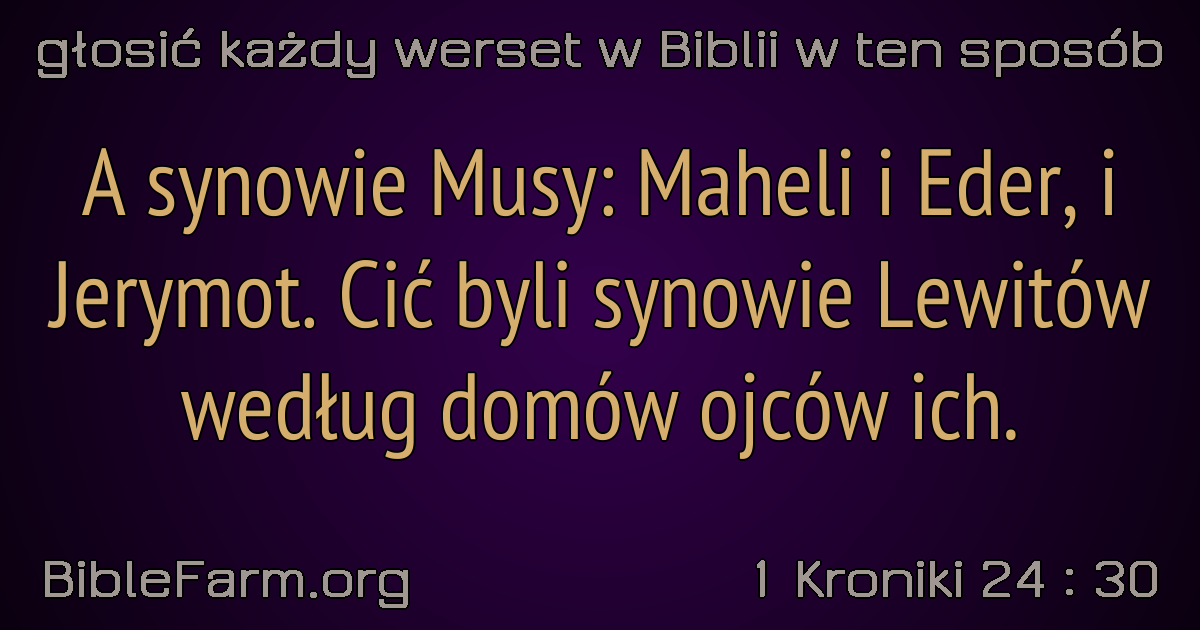 głosić każdy werset w Biblii w ten sposób
A synowie Musy: Maheli i Eder, i
Jerymot. Cić byli synowie Lewitów
według domów ojców ich.
BibleFarm.org
1 Kroniki 24 : 30